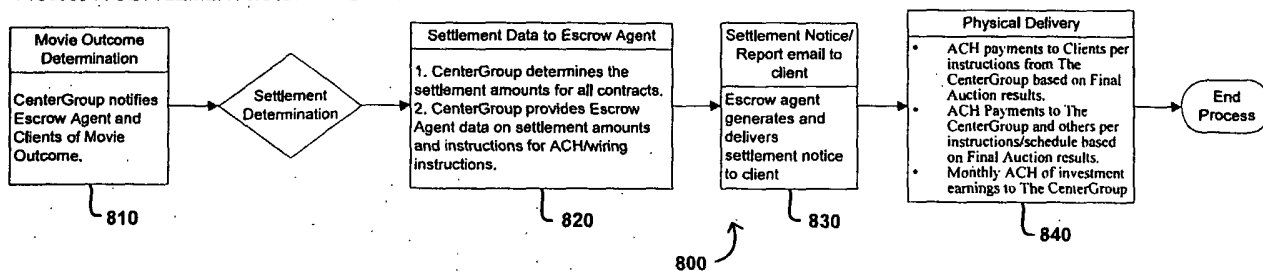 Movie Outcome
Determination
CenterGroup notifies
Escrow Agent and
Clients of Movie
Outcome.
810
Settlement
Determination
Settlement Data to Escrow Agent
1. CenterGroup determines the
settlement amounts for all contracts.
2. CenterGroup provides Escrow
Agent data on settlement amounts
and instructions for ACH/wiring
instructions.
820
Settlement Notice/
Report email to
client
Escrow agent
generates and
delivers
settlement notice
to client
830
800
Physical Delivery
• ACH payments to Clients per
instructions from The
CenterGroup based on Final
Auction results.
• ACH Payments to The
CenterGroup and others per
instructions/schedule based
on Final Auction results.
• Monthly ACH of investment
earnings to The CenterGroup
840
End
Process